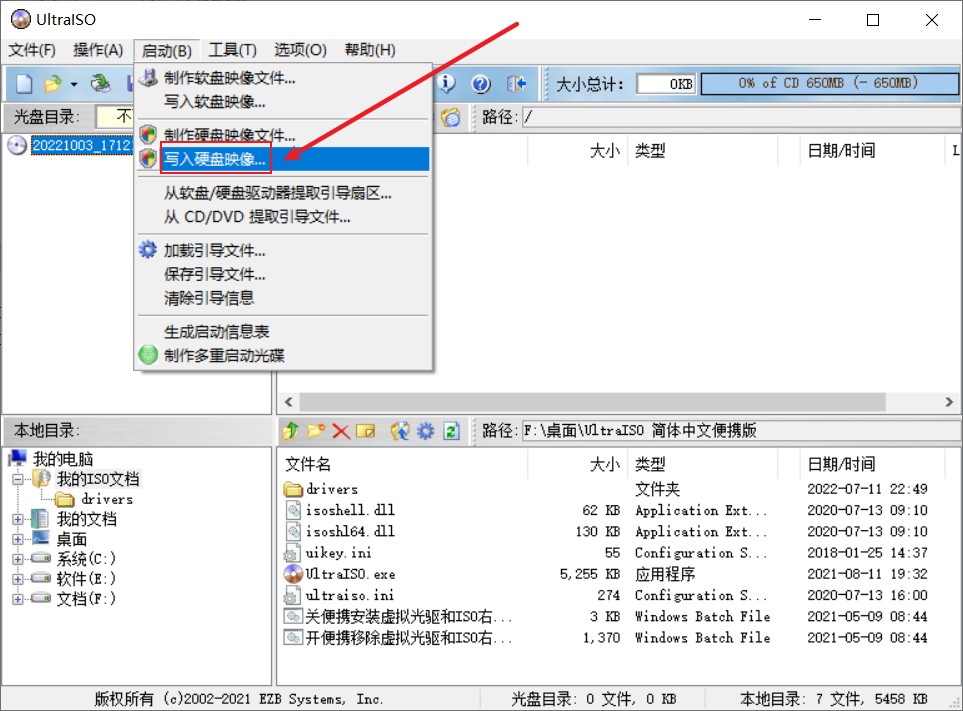 UltraISO
文件(F) 操作(A) 启动(B) 工具(T) 选项(O) 帮助(H)
大小总计: 0KB 0% of CD 650MB (- 650MB)
光盘目录: 不 路径: /
20221003_1712
大小 类型 日期/时间 L
制作软盘映像文件...
写入软盘映像...
制作硬盘映像文件...
写入硬盘映像...
从软盘/硬盘驱动器提取引导扇区...
从 CD/DVD 提取引导文件...
加载引导文件...
保存引导文件...
清除引导信息
生成启动信息表
制作多重启动光碟
本地目录: 路径: F:\桌面\UltraISO 简体中文便携版
我的电脑
我的ISO文档
drivers
我的文档
桌面
系统(C:)
软件(E:)
文档(F:)
文件名 大小 类型 日期/时间
drivers 文件夹 2022-07-11 22:49
isoshell.dll 62 KB Application Ext... 2020-07-13 09:10
isoshl64.dll 130 KB Application Ext... 2020-07-13 09:10
uikey.ini 55 Configuration S... 2018-01-25 14:37
UltraISO.exe 5,255 KB 应用程序 2021-08-11 19:32
ultraiso.ini 274 Configuration S... 2020-07-13 16:00
关便携安装虚拟光驱和ISO右... 3 KB Windows Batch File 2021-05-09 08:44
开便携移除虚拟光驱和ISO右... 1,370 Windows Batch File 2021-05-09 08:44
版权所有 (c)2002-2021 EZB Systems, Inc. 光盘目录: 0 文件, 0 KB 本地目录: 7 文件, 5458 KB